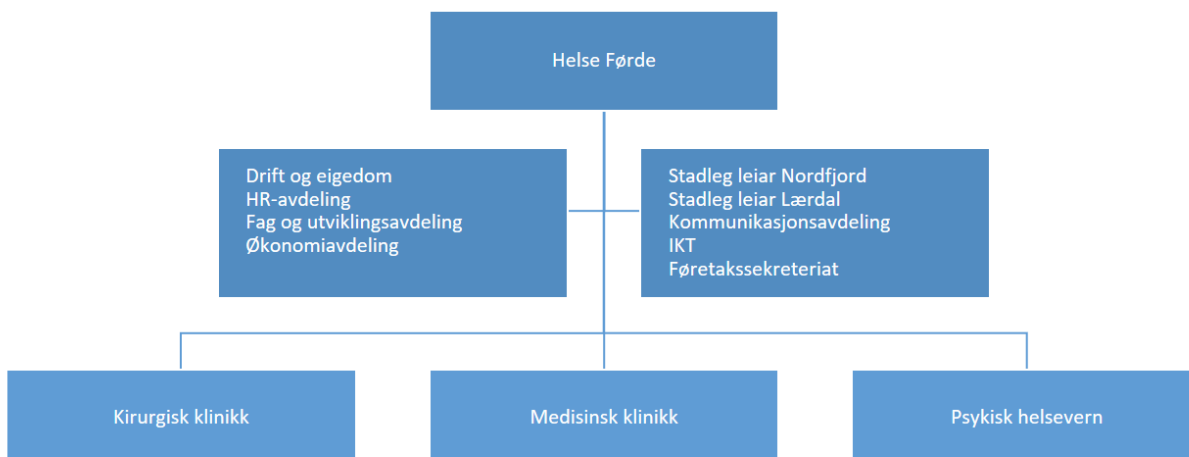 Helse Førde
Drift og eigedom
HR-avdeling
Fag og utviklingsavdeling
Økonomiavdeling
Stadleg leiar Nordfjord
Stadleg leiar Lærdal
Kommunikasjonsavdeling
IKT
Føretakssekreteriat
Kirurgisk klinikk
Medisinsk klinikk
Psykisk helsevern